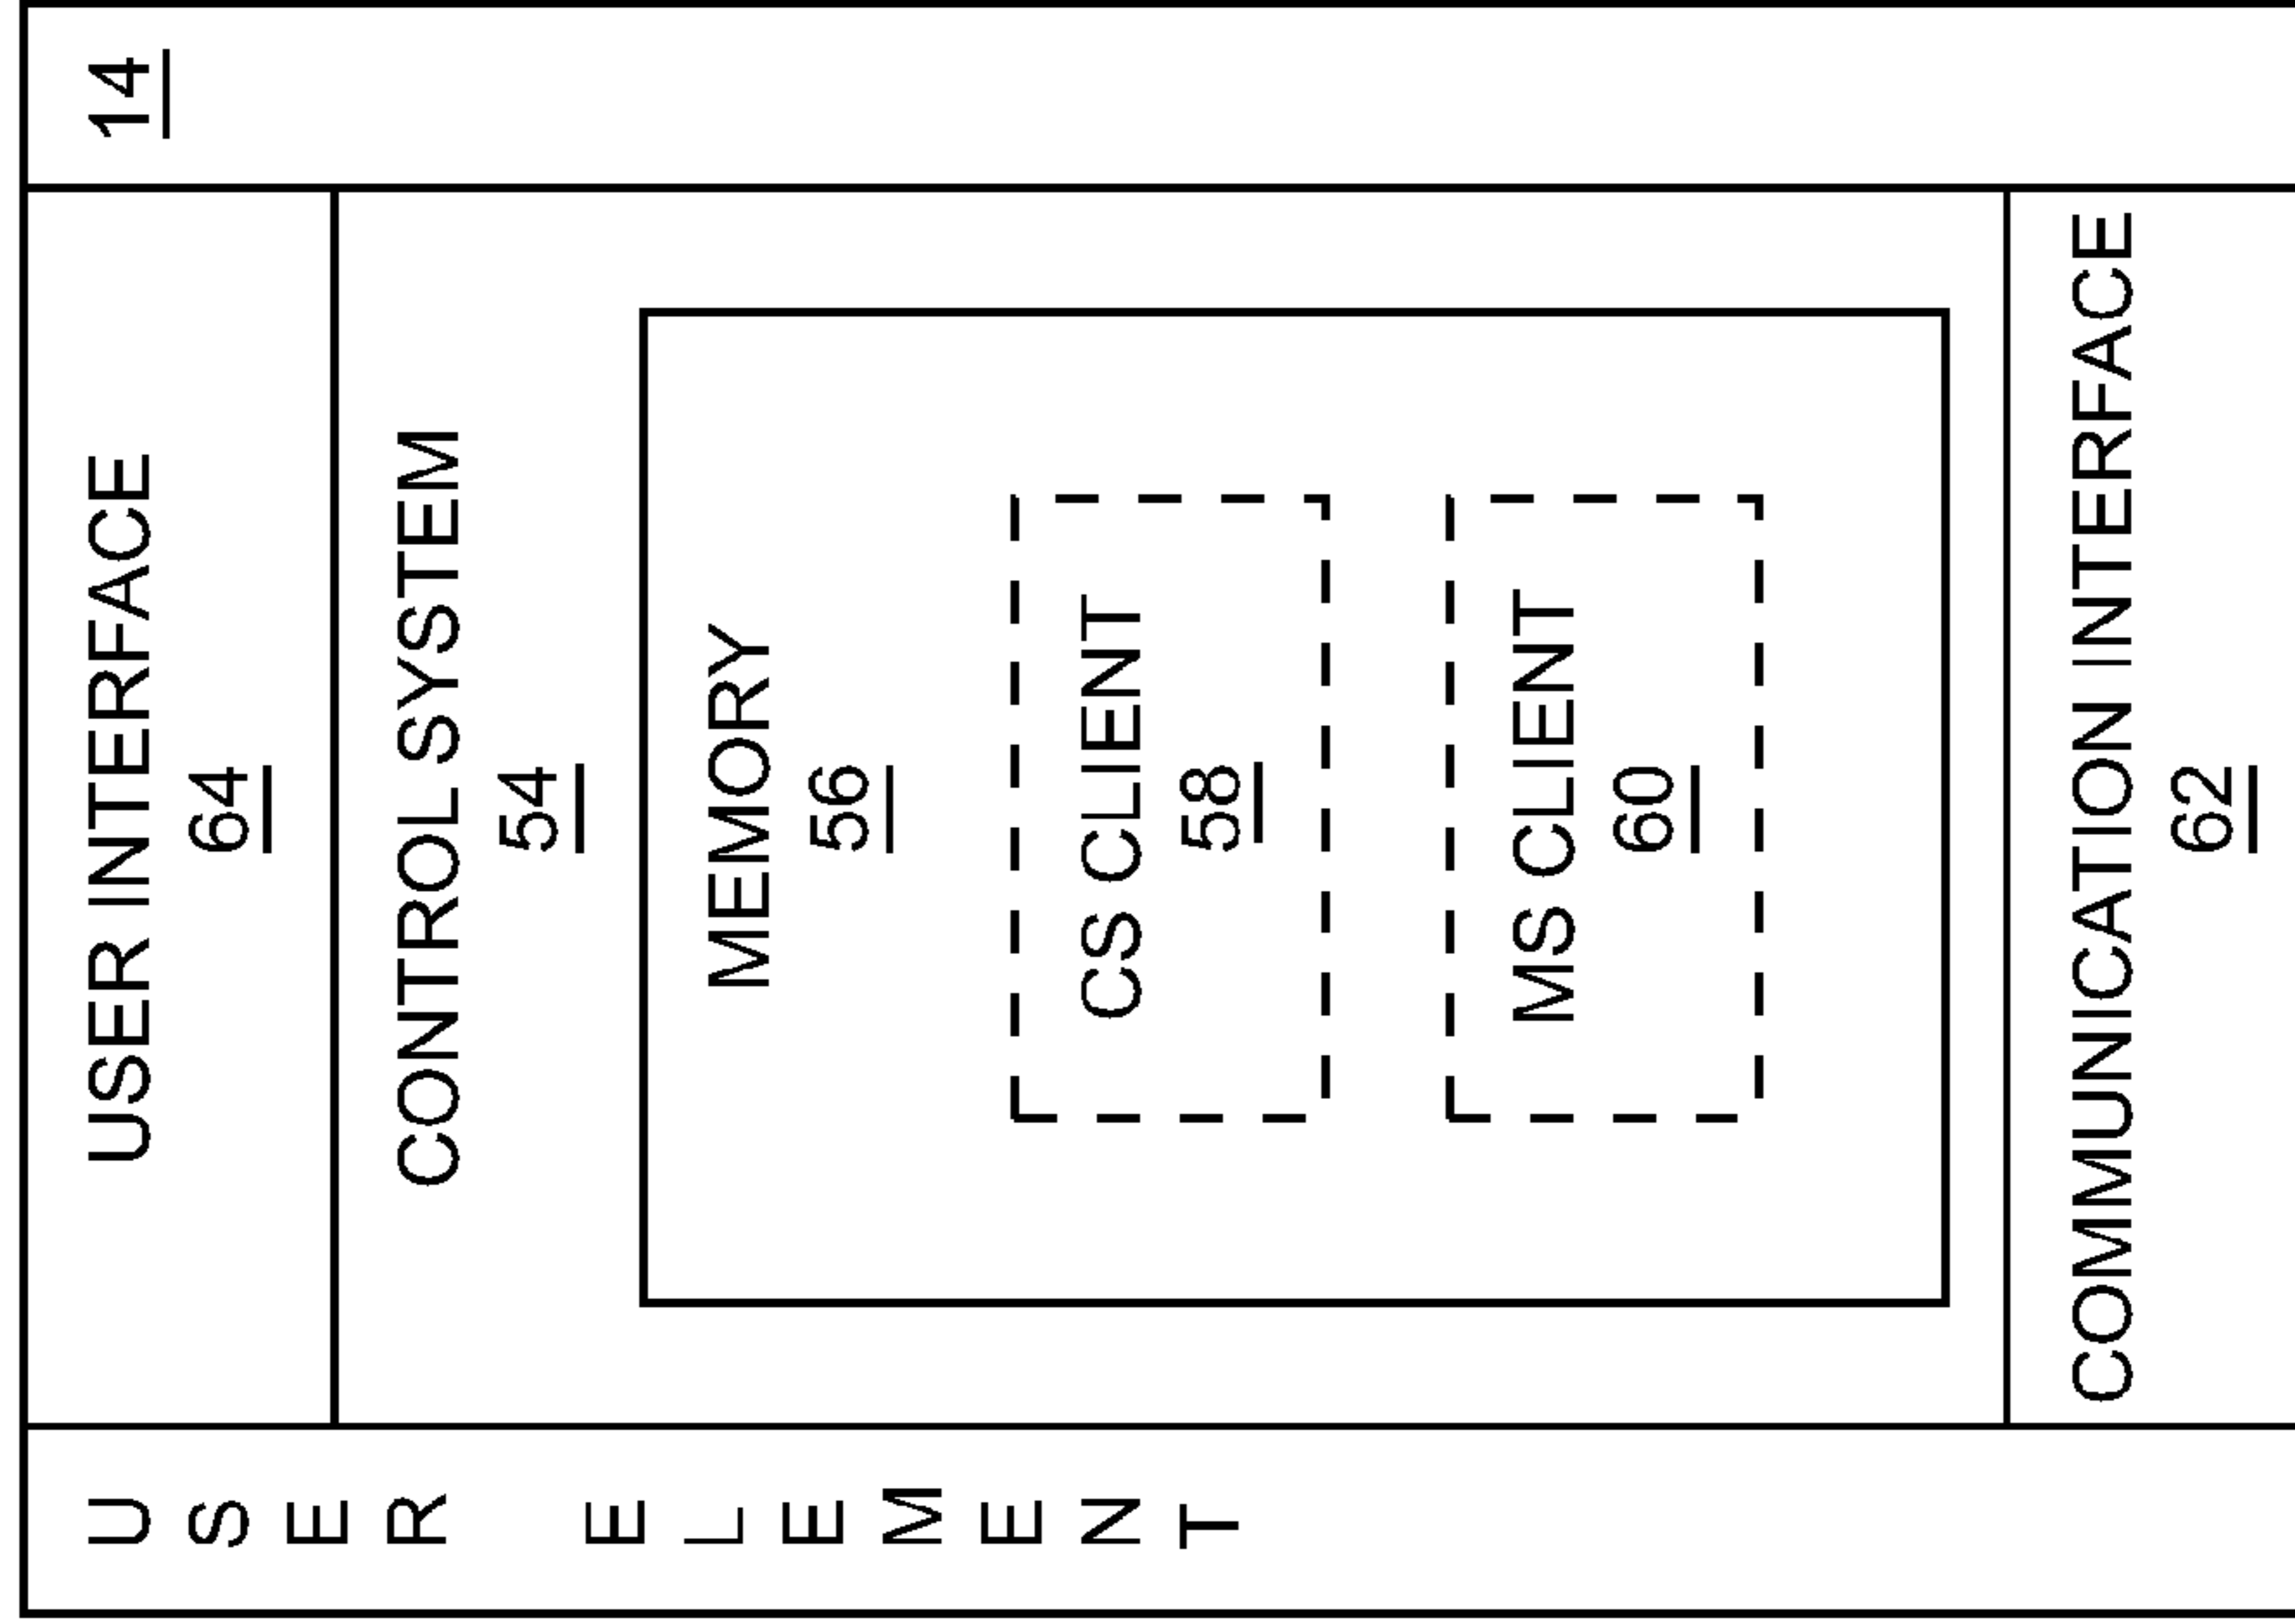 USER ELEMENT
14
USER INTERFACE
64
CONTROL SYSTEM
54
MEMORY
56
CS CLIENT
58
MS CLIENT
60
COMMUNICATION INTERFACE
62